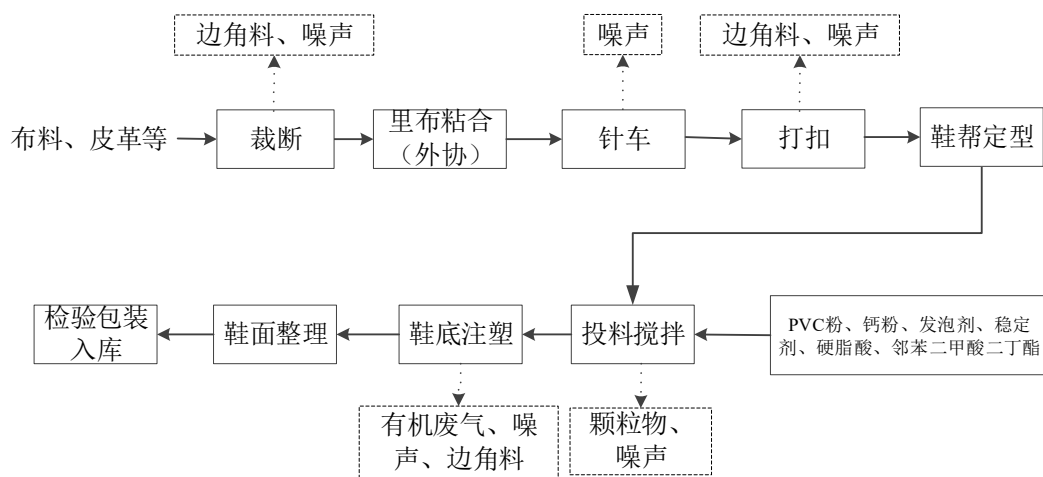 边角料、噪声
噪声
边角料、噪声
布料、皮革等
裁断
里布粘合
（外协）
针车
打扣
鞋帮定型
检验包装
入库
鞋面整理
鞋底注塑
投料搅拌
PVC粉、钙粉、发泡剂、稳定
剂、硬脂酸、邻苯二甲酸二丁酯
有机废气、噪
声、边角料
颗粒物、
噪声